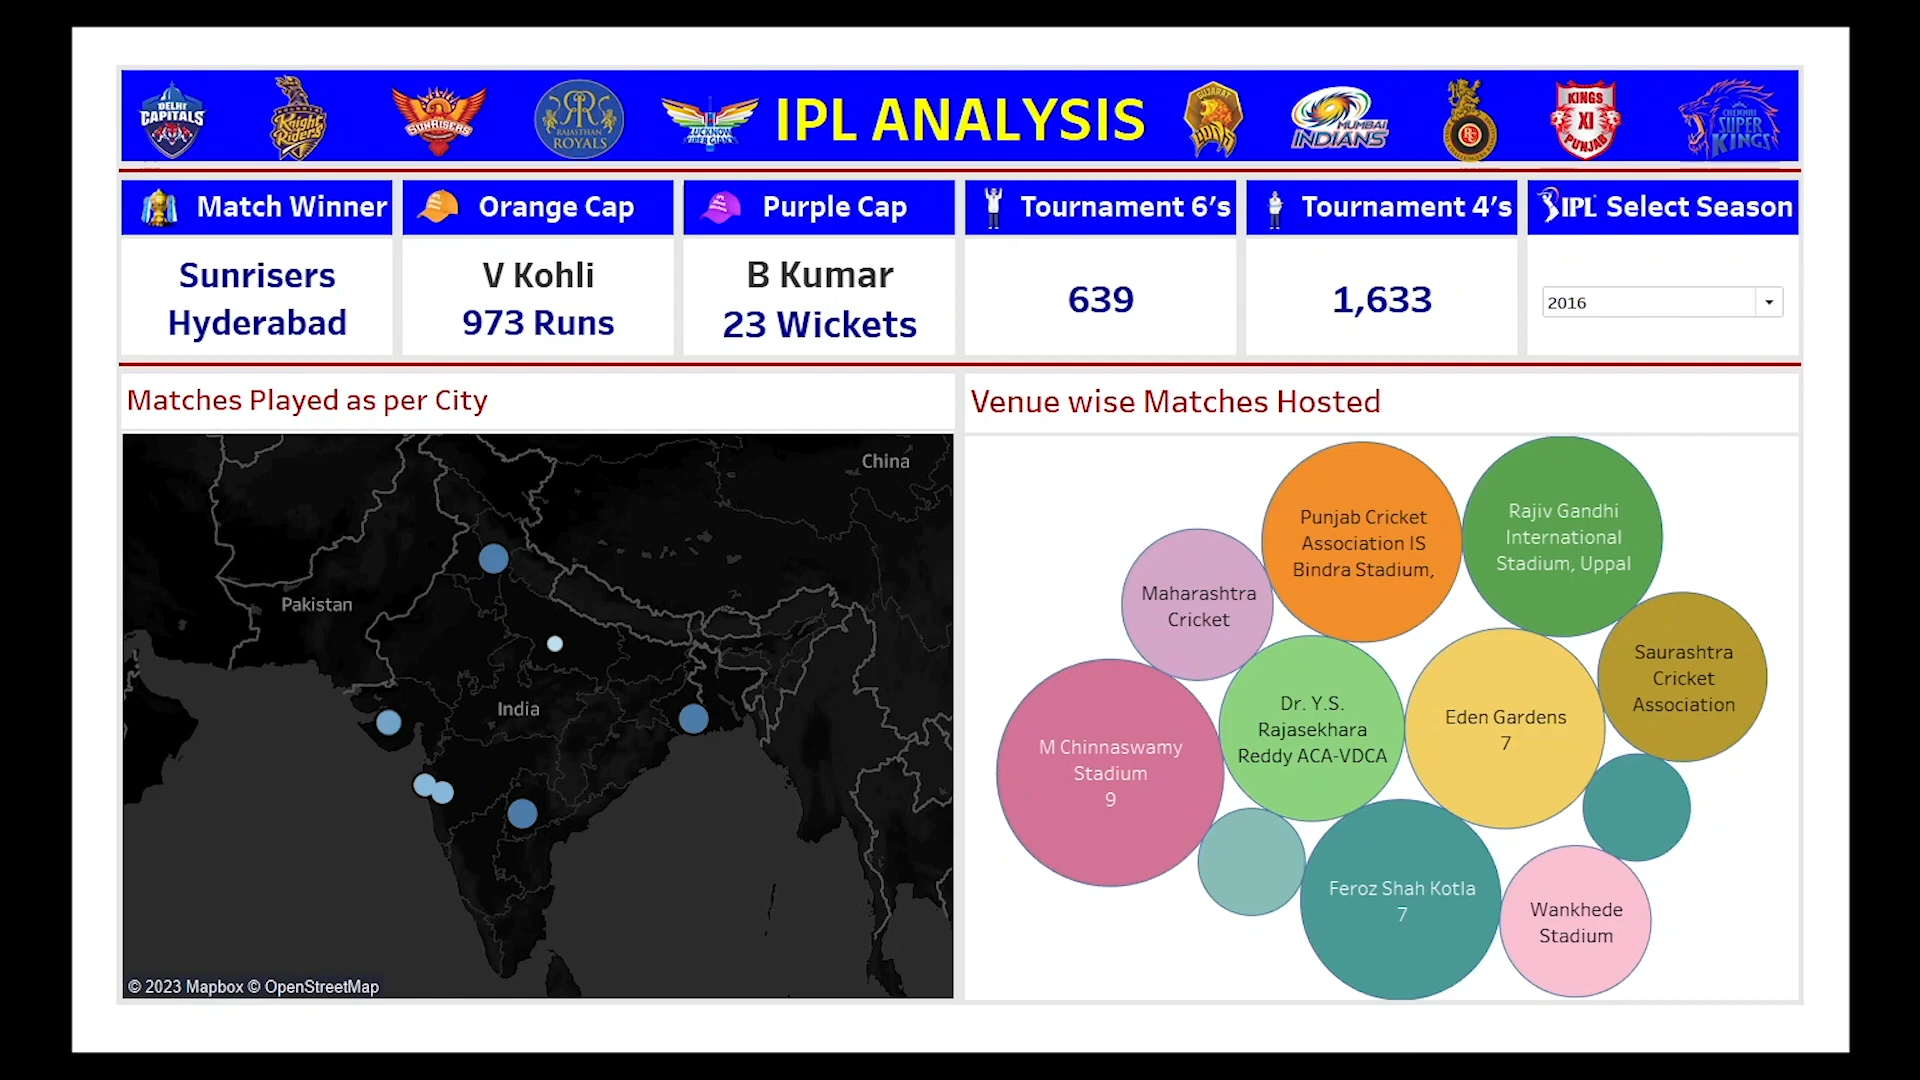 DELHI
CAPITALS
Knight
Riders
SUNRISERS
RAJASTHAN
ROYALS
LUCKNOW
IPL ANALYSIS
GUJARAT
MUMBAI
INDIANS
KINGS
XI
PUNJAB
CHENNAI
SUPER
KINGS
Match Winner
Orange Cap
Purple Cap
Tournament 6’s
Tournament 4’s
IPL Select Season
Sunrisers
Hyderabad
V Kohli
973 Runs
B Kumar
23 Wickets
639
1,633
2016
Matches Played as per City
China
Pakistan
India
© 2023 Mapbox © OpenStreetMap
Venue wise Matches Hosted
Punjab Cricket
Association IS
Bindra Stadium,
Rajiv Gandhi
International
Stadium, Uppal
Maharashtra
Cricket
Saurashtra
Cricket
Association
Dr. Y.S.
Rajasekhara
Reddy ACA-VDCA
Eden Gardens
7
M Chinnaswamy
Stadium
9
Feroz Shah Kotla
7
Wankhede
Stadium